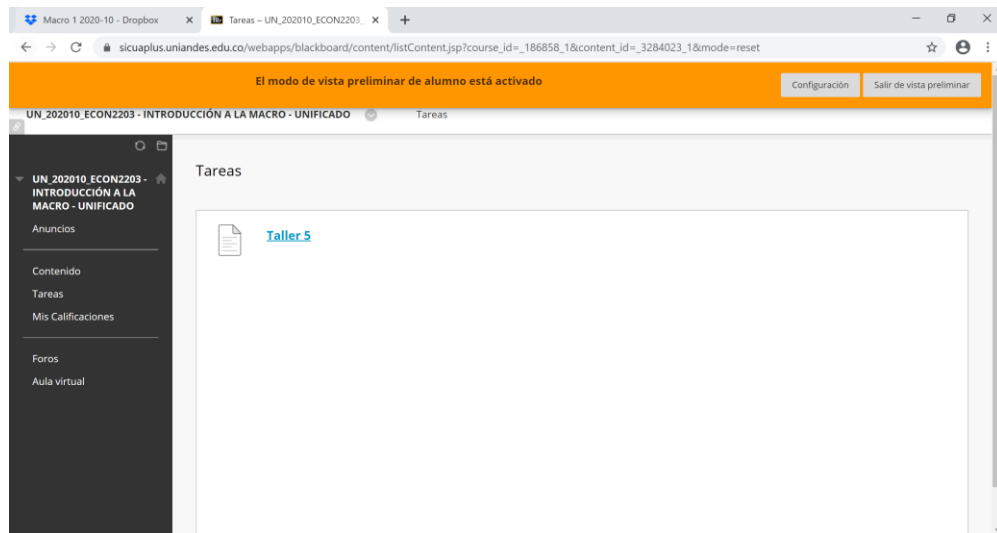 Macro 1 2020-10 - Dropbox
Tareas – UN_202010_ECON2203_
sicuaplus.uniandes.edu.co/webapps/blackboard/content/listContent.jsp?course_id=_186858_1&content_id=_3284023_1&mode=reset
El modo de vista preliminar de alumno está activado
Configuración
Salir de vista preliminar
UN_202010_ECON2203 - INTRODUCCIÓN A LA MACRO - UNIFICADO
Tareas
UN_202010_ECON2203 -
INTRODUCCIÓN A LA
MACRO - UNIFICADO
Anuncios
Contenido
Tareas
Mis Calificaciones
Foros
Aula virtual
Tareas
Taller 5